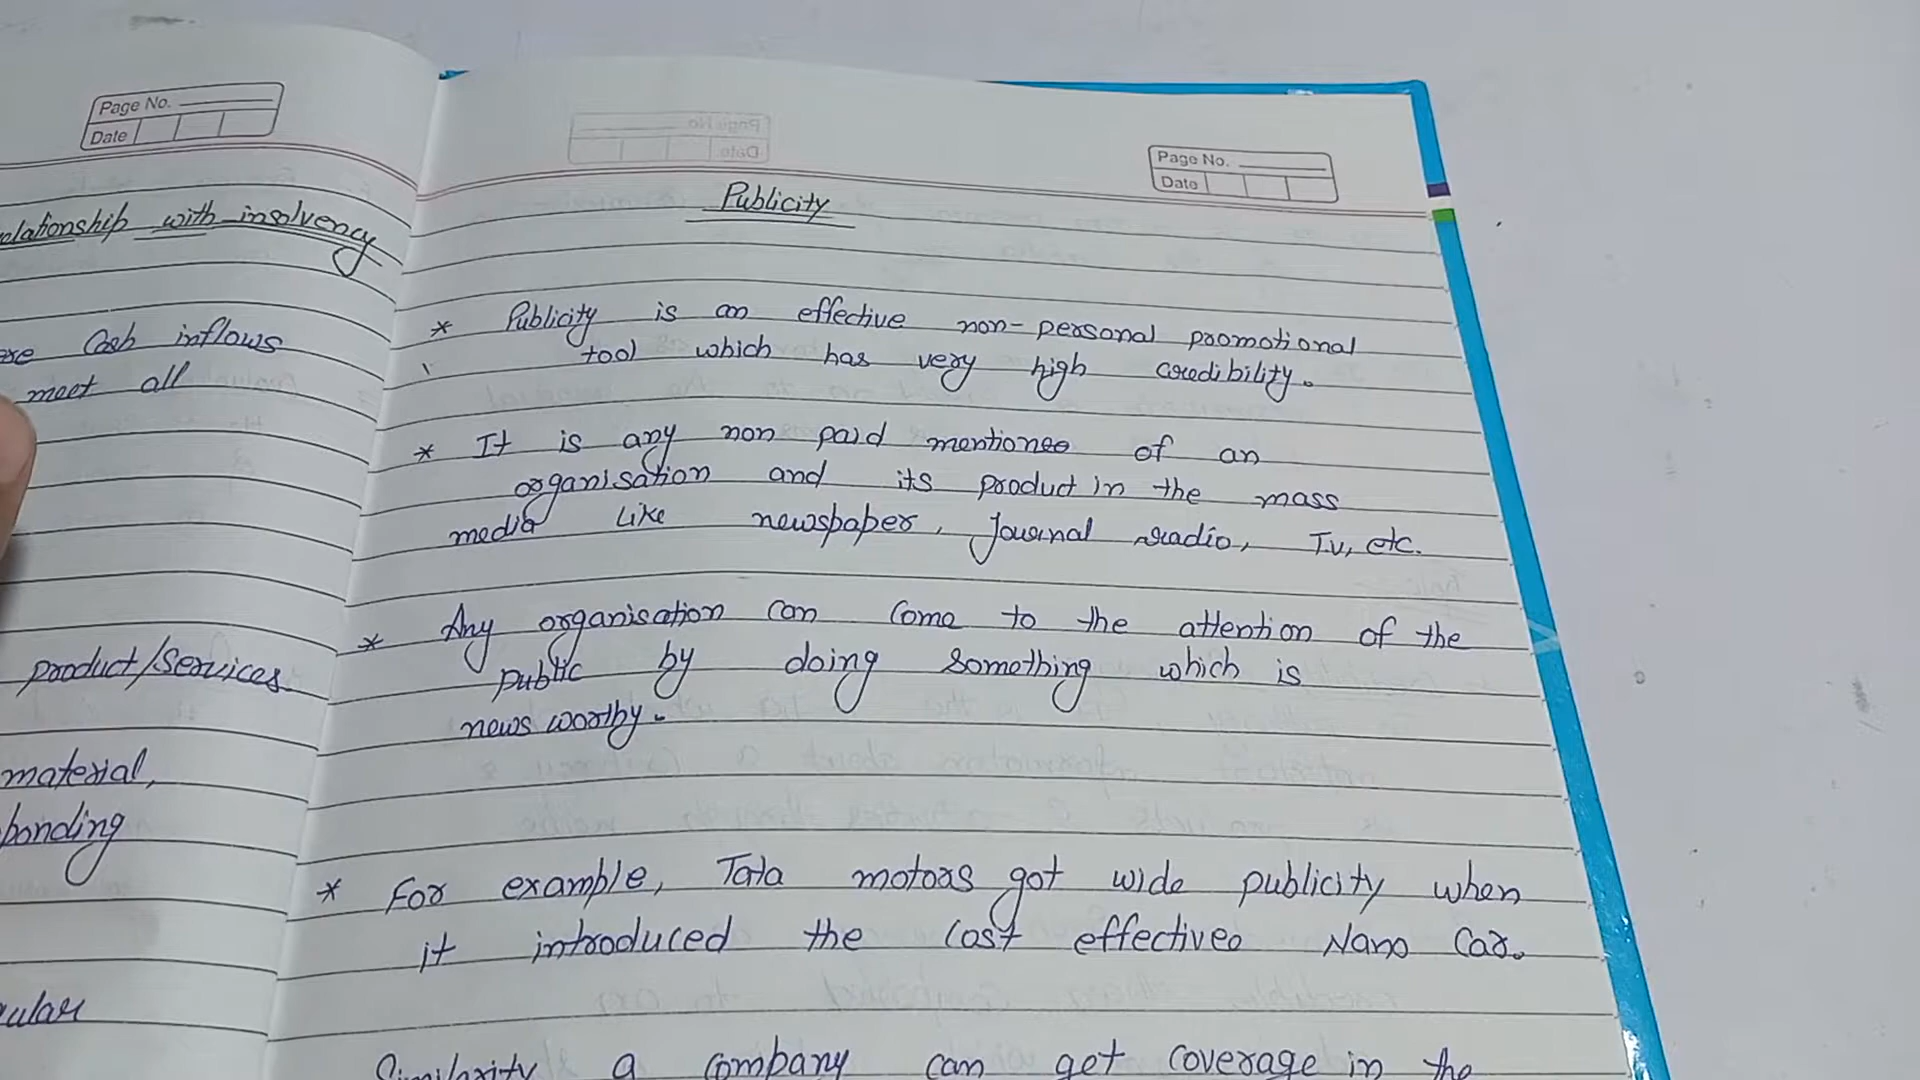 Page No.
Date
elationship with insolvency
ere Cash inflows
meet all
product/Services.
material,
bonding
ular
Page No.
Date
Publicity
* Publicity is an effective non-personal promotional
tool which has very high credibility.
* It is any non paid mentionee of an
organisation and its product in the mass
media like newspaper, Journal radio, T.v, etc.
* Any organisation can come to the attention of the
public by doing something which is
news worthy.
* For example, Tata motors got wide publicity when
it introduced the cost effectivee Nano Car.
Similarity a company can get coverage in the